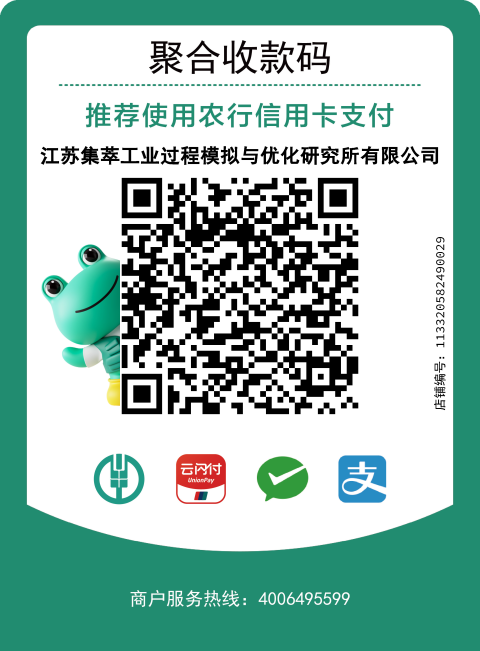 聚合收款码
推荐使用农行信用卡支付
江苏集萃工业过程模拟与优化研究所有限公司
店铺编号: 113320582490029
云闪付
UnionPay
支
商户服务热线: 4006495599